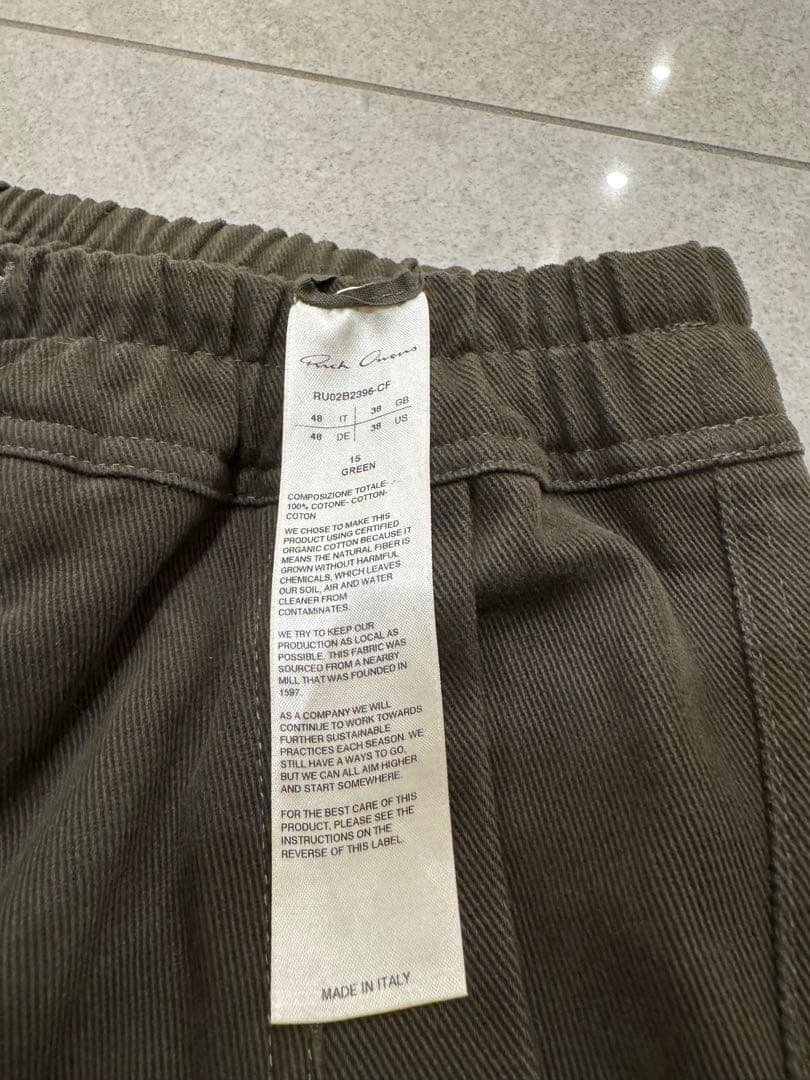 Rick Owens
RU02B2396-CF
48 IT 38 GB
48 DE 38 US
15
GREEN
COMPOSIZIONE TOTALE-
100% COTONE- COTTON-
COTON
WE CHOSE TO MAKE THIS
PRODUCT USING CERTIFIED
ORGANIC COTTON BECAUSE IT
MEANS THE NATURAL FIBER IS
GROWN WITHOUT HARMFUL
CHEMICALS, WHICH LEAVES
OUR SOIL, AIR AND WATER
CLEANER FROM
CONTAMINATES.
WE TRY TO KEEP OUR
PRODUCTION AS LOCAL AS
POSSIBLE. THIS FABRIC WAS
SOURCED FROM A NEARBY
MILL THAT WAS FOUNDED IN
1597.
AS A COMPANY WE WILL
CONTINUE TO WORK TOWARDS
FURTHER SUSTAINABLE
PRACTICES EACH SEASON. WE
STILL HAVE A WAYS TO GO,
BUT WE CAN ALL AIM HIGHER
AND START SOMEWHERE.
FOR THE BEST CARE OF THIS
PRODUCT, PLEASE SEE THE
INSTRUCTIONS ON THE
REVERSE OF THIS LABEL.
MADE IN ITALY